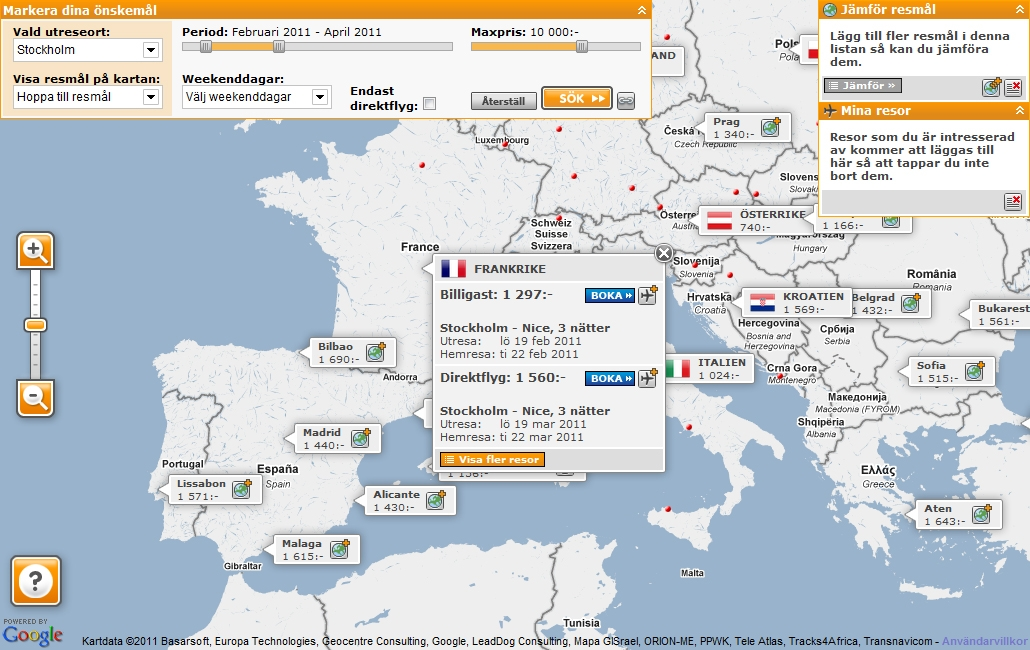 Markera dina önskemål
Vald utreseort:
Stockholm
Visa resmål på kartan:
Hoppa till resmål
Period: Februari 2011 - April 2011
Weekenddagar:
Välj weekenddagar
Endast
direktflyg:
Maxpris: 10 000:-
Återställ
SÖK
Jämför resmål
Lägg till fler resmål i denna
listan så kan du jämföra
dem.
Jämför »
Mina resor
Resor som du är intresserad
av kommer att läggas till
här så att tappar du inte
bort dem.
AND
Luxembourg
Prag
1 340:-
Czech Republic
France
Schweiz
Suisse
Svizzera
ÖSTERRIKE
740:-
1 166:-
Magyarország
Hungary
Slovenija
Slovenia
Hrvatska
Croatia
KROATIEN
1 569:-
Belgrad
1 432:-
România
Romania
Bukarest
1 561:-
Hercegovina
Bosnia and
Herzegovina
Србија
Serbia
FRANKRIKE
Billigast: 1 297:-
BOKA
Stockholm - Nice, 3 nätter
Utresa: lö 19 feb 2011
Hemresa: ti 22 feb 2011
Direktflyg: 1 560:-
BOKA
Stockholm - Nice, 3 nätter
Utresa: lö 19 mar 2011
Hemresa: ti 22 mar 2011
Visa fler resor
Bilbao
1 690:-
Andorra
ITALIEN
1 024:-
Crna Gora
Montenegro
Sofia
1 515:-
Македонија
Macedonia (FYROM)
Shqipëria
Albania
Madrid
1 440:-
Portugal
España
Spain
Lissabon
1 571:-
Alicante
1 430:-
Ελλάς
Greece
Aten
1 643:-
Malaga
1 615:-
Gibraltar
Malta
Tunisia
POWERED BY
Google
Kartdata ©2011 Basarsoft, Europa Technologies, Geocentre Consulting, Google, LeadDog Consulting, Mapa GISrael, ORION-ME, PPWK, Tele Atlas, Tracks4Africa, Transnavicom - Användarvillkor